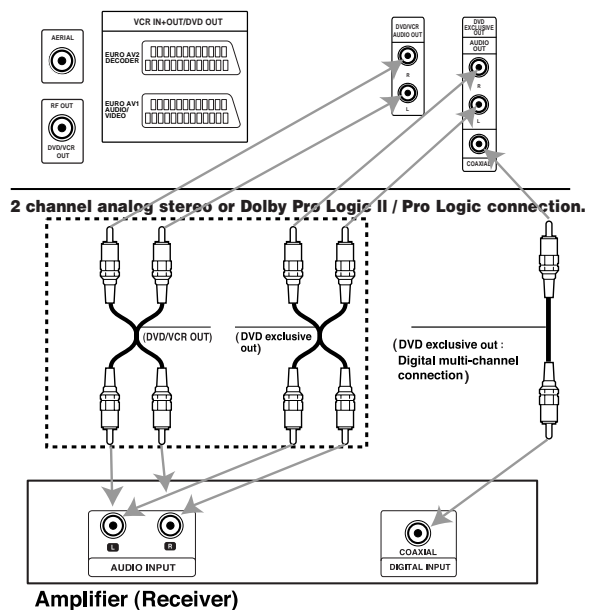 VCR IN+OUT/DVD OUT
AERIAL
EURO AV2
DECODER
EURO AV1
AUDIO/
VIDEO
RF OUT
DVD/VCR
OUT
DVD/VCR
AUDIO OUT
R
L
DVD
EXCLUSIVE
OUT
AUDIO
OUT
R
L
COAXIAL
2 channel analog stereo or Dolby Pro Logic II / Pro Logic connection.
(DVD/VCR OUT)
(DVD exclusive
out)
(DVD exclusive out :
Digital multi-channel
connection)
L
R
AUDIO INPUT
COAXIAL
DIGITAL INPUT
Amplifier (Receiver)